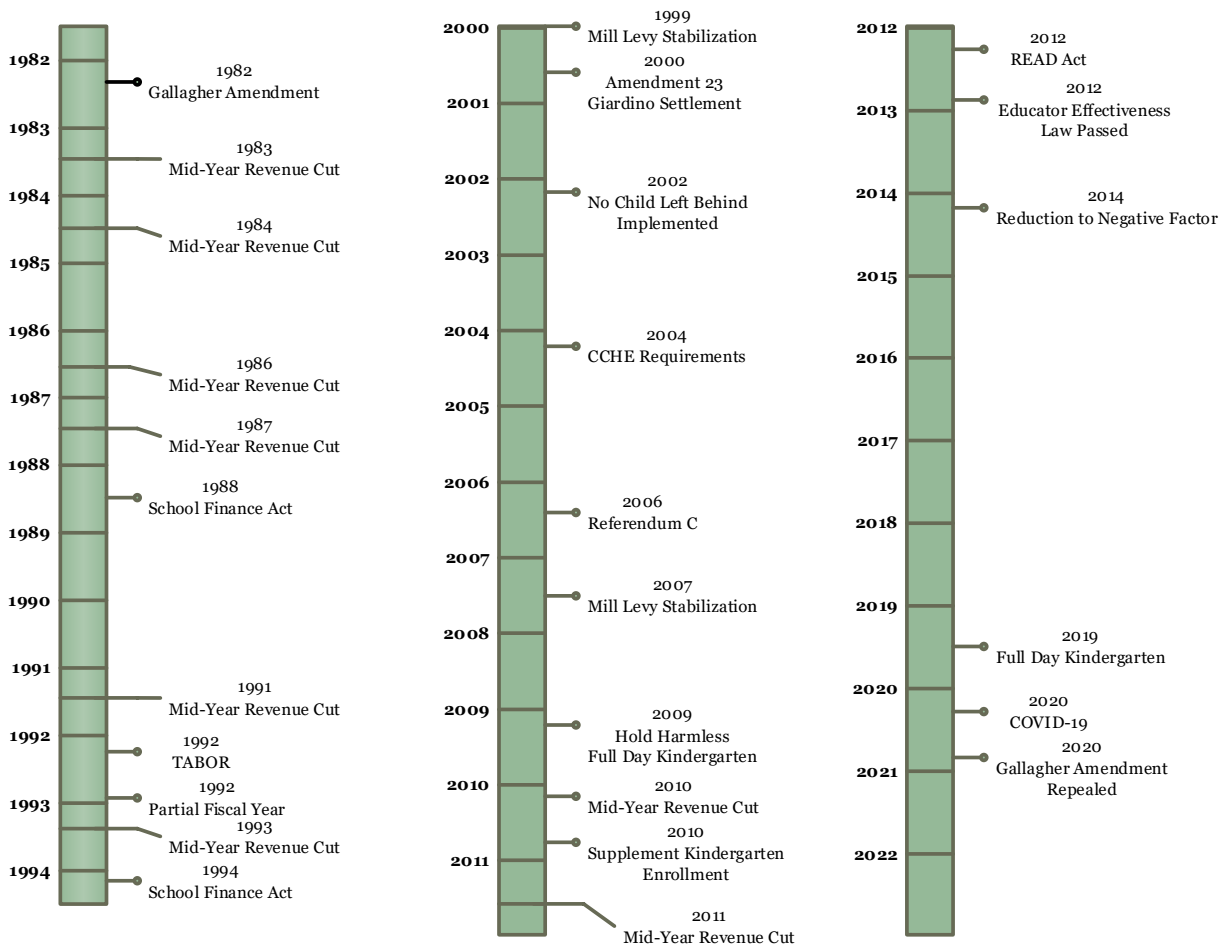 1982
1982
Gallagher Amendment
1983
1983
Mid-Year Revenue Cut
1984
1984
Mid-Year Revenue Cut
1985
1986
1986
Mid-Year Revenue Cut
1987
1987
Mid-Year Revenue Cut
1988
1988
School Finance Act
1989
1990
1991
1991
Mid-Year Revenue Cut
1992
1992
TABOR
1992
Partial Fiscal Year
1993
1993
Mid-Year Revenue Cut
1994
1994
School Finance Act
2000
1999
Mill Levy Stabilization
2000
Amendment 23
Giardino Settlement
2001
2002
2002
No Child Left Behind
Implemented
2003
2004
2004
CCHE Requirements
2005
2006
2006
Referendum C
2007
2007
Mill Levy Stabilization
2008
2009
2009
Hold Harmless
Full Day Kindergarten
2010
2010
Mid-Year Revenue Cut
2010
Supplement Kindergarten
Enrollment
2011
2011
Mid-Year Revenue Cut
2012
2012
READ Act
2012
Educator Effectiveness
Law Passed
2013
2014
2014
Reduction to Negative Factor
2015
2016
2017
2018
2019
2019
Full Day Kindergarten
2020
2020
COVID-19
2020
Gallagher Amendment
Repealed
2021
2022